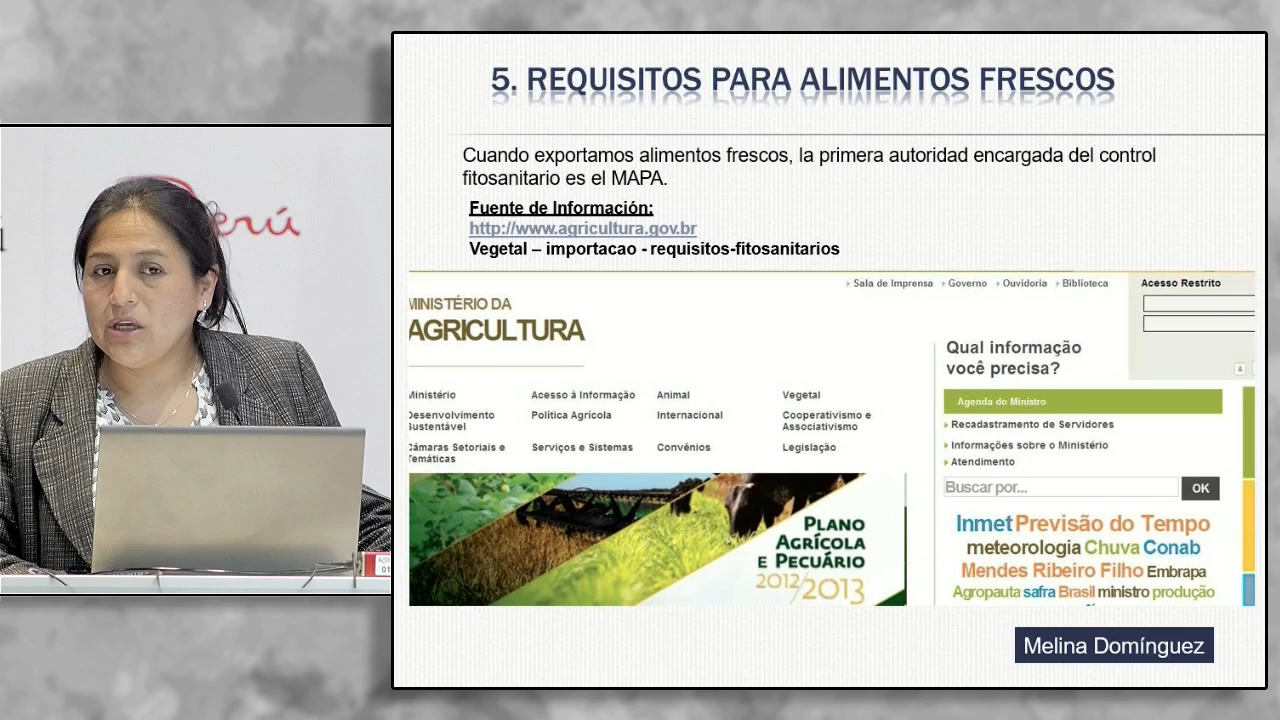 5. REQUISITOS PARA ALIMENTOS FRESCOS
Cuando exportamos alimentos frescos, la primera autoridad encargada del control
fitosanitario es el MAPA.
Fuente de Información:
http://www.agricultura.gov.br
Vegetal – importacao - requisitos-fitosanitarios
Sala de Imprensa Governo Ouvidoria Biblioteca
Acesso Restrito
MINISTÉRIO DA
AGRICULTURA
Qual informação
você precisa?
A
Ministério Acesso à Informação Animal Vegetal
Desenvolvimento
Sustentável
Política Agrícola Internacional
Cooperativismo e
Associativismo
Câmaras Setoriais e
Temáticas
Serviços e Sistemas Convênios Legislação
Agenda do Ministro
Recadastramento de Servidores
Informações sobre o Ministério
Atendimento
Buscar por... OK
Inmet Previsão do Tempo
meteorologia Chuva Conab
Mendes Ribeiro Filho Embrapa
Agropauta safra Brasil ministro produção
PLANO
AGRÍCOLA
E PECUÁRIO
2012/2013
Melina Domínguez
erú
01